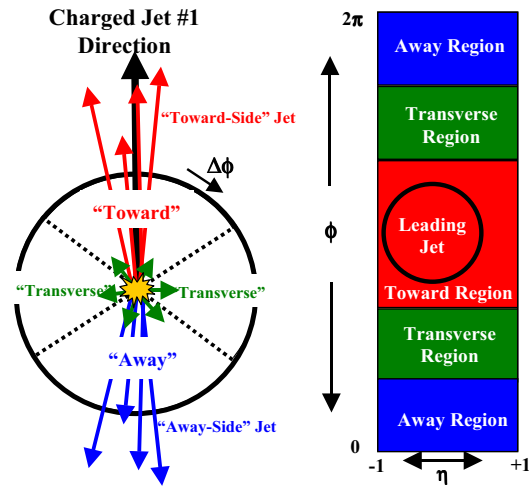 Charged Jet #1
Direction
“Toward-Side” Jet
Δϕ
“Toward”
“Transverse”
“Transverse”
“Away”
“Away-Side” Jet
2π
Away Region
Transverse
Region
ϕ
Leading
Jet
Toward Region
Transverse
Region
Away Region
0
-1
η
+1